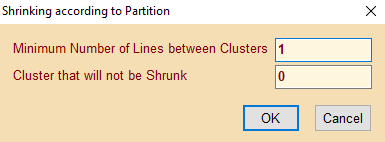 Shrinking according to Partition
Minimum Number of Lines between Clusters 1
Cluster that will not be Shrunk 0
OK Cancel